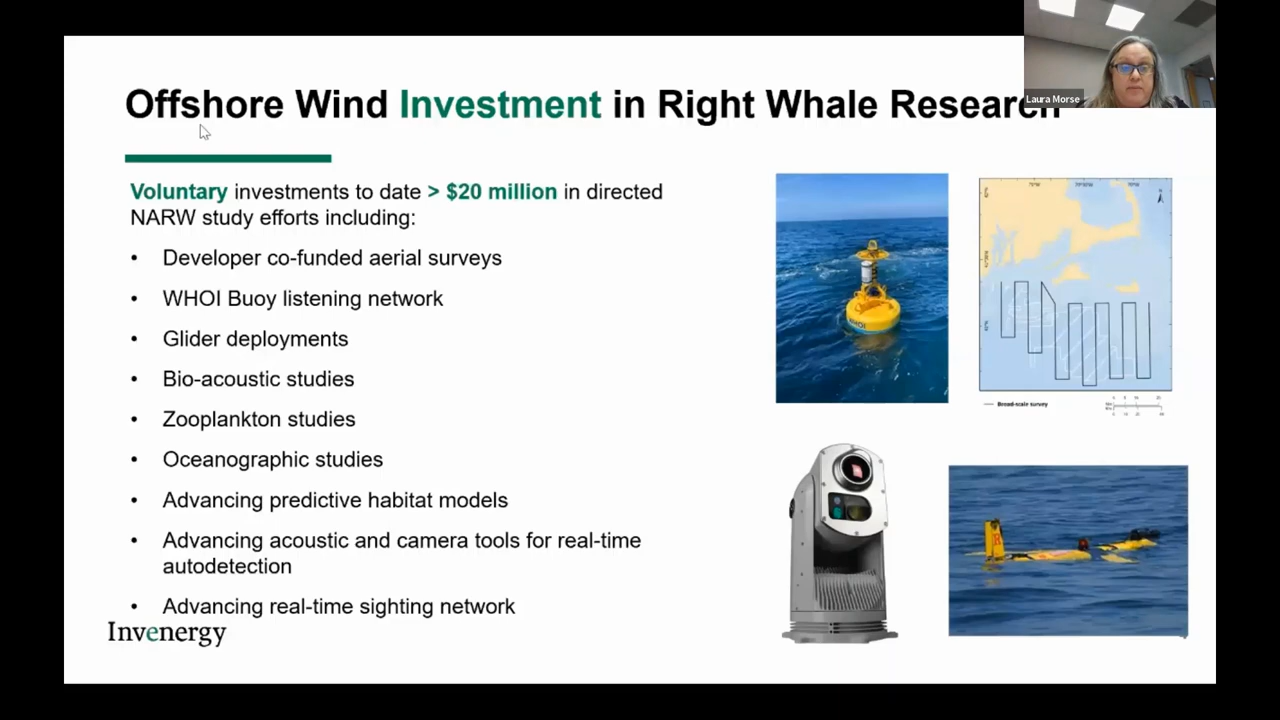 Offshore Wind Investment in Right Whale Research
Laura Morse
Voluntary investments to date > $20 million in directed
NARW study efforts including:
• Developer co-funded aerial surveys
• WHOI Buoy listening network
• Glider deployments
• Bio-acoustic studies
• Zooplankton studies
• Oceanographic studies
• Advancing predictive habitat models
• Advancing acoustic and camera tools for real-time
autodetection
• Advancing real-time sighting network
Invenergy
WHOI
N
Broad-scale survey
R